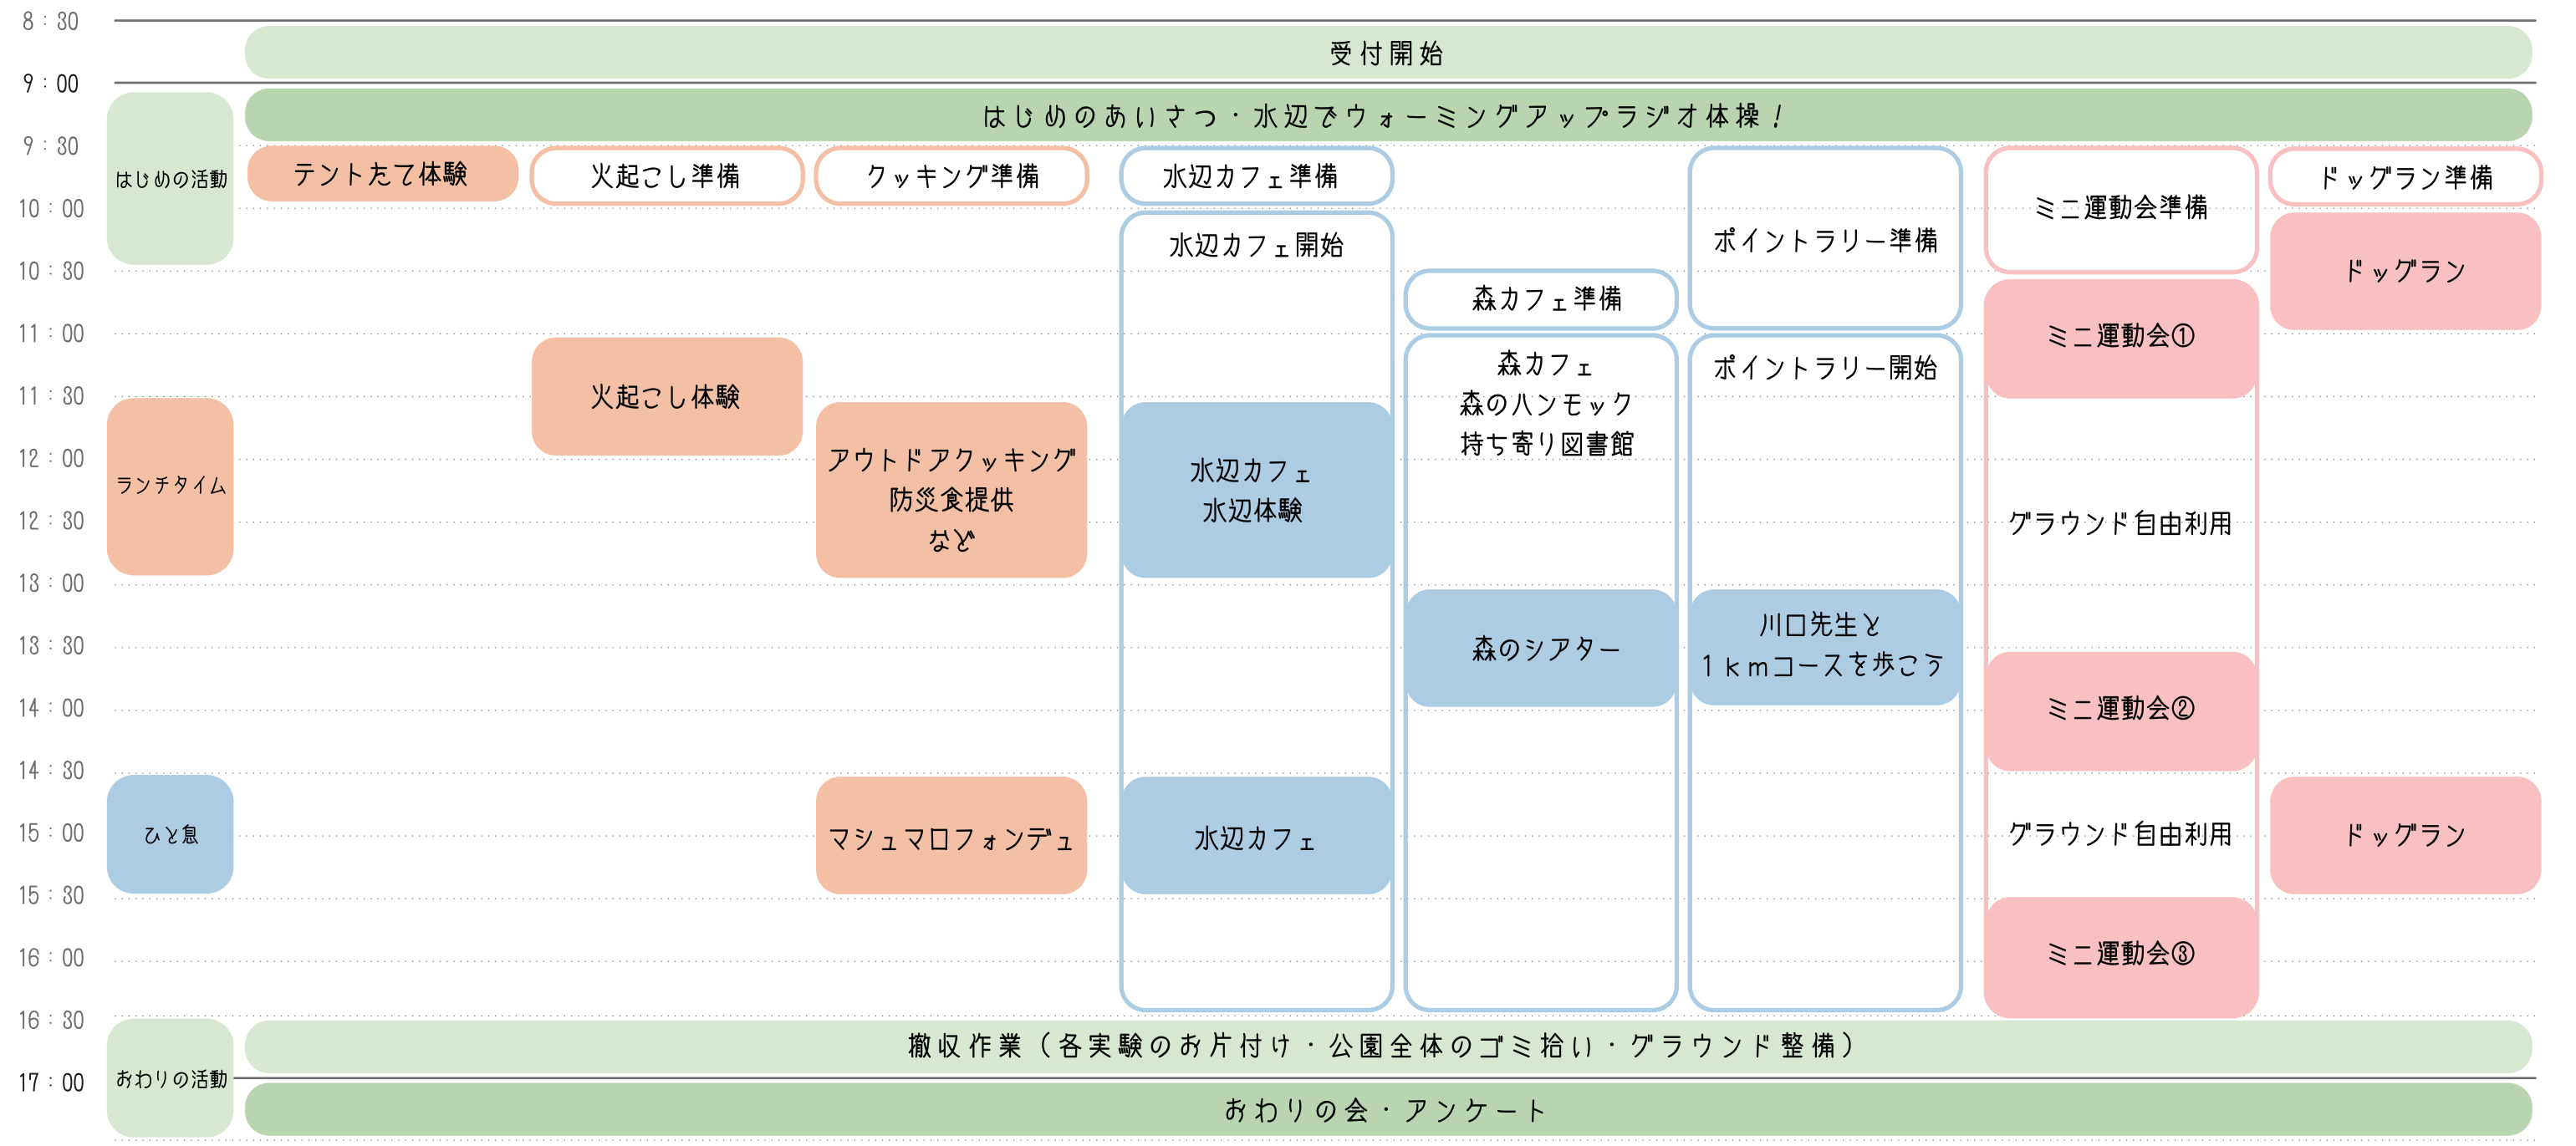 8：30
受付開始
9：00
はじめのあいさつ・水辺でウォーミングアップラジオ体操！
9：30
はじめの活動
テントたて体験
火起こし準備
クッキング準備
水辺カフェ準備
ポイントラリー準備
ミニ運動会準備
ドッグラン準備
10：00
水辺カフェ開始
ドッグラン
10：30
森カフェ準備
ミニ運動会①
11：00
火起こし体験
森カフェ
森のハンモック
持ち寄り図書館
ポイントラリー開始
11：30
ランチタイム
アウトドアクッキング
防災食提供
など
水辺カフェ
水辺体験
12：00
グラウンド自由利用
12：30
13：00
森のシアター
川口先生と
1kmコースを歩こう
13：30
ミニ運動会②
14：00
14：30
ひと息
マシュマロフォンデュ
水辺カフェ
グラウンド自由利用
ドッグラン
15：00
15：30
ミニ運動会③
16：00
16：30
撤収作業（各実験のお片付け・公園全体のゴミ拾い・グラウンド整備）
おわりの活動
17：00
おわりの会・アンケート